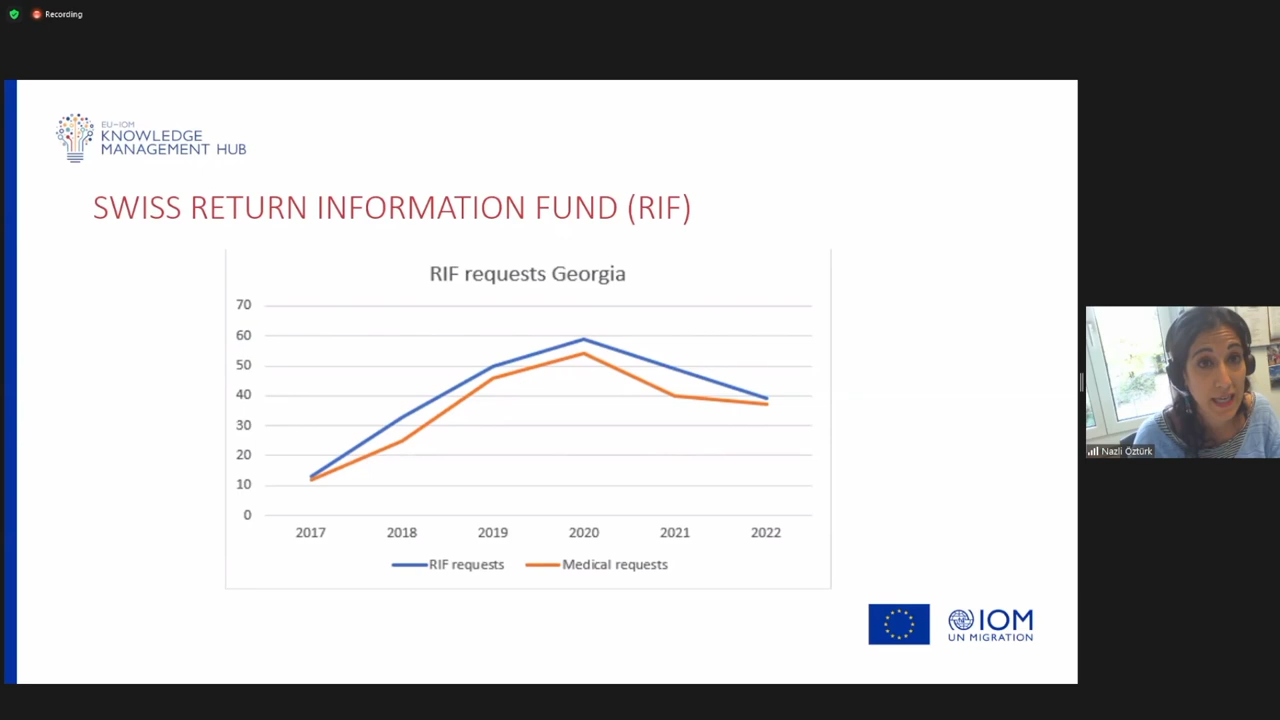 Recording
EU-IOM
KNOWLEDGE
MANAGEMENT HUB
SWISS RETURN INFORMATION FUND (RIF)
RIF requests Georgia
70
60
50
40
30
20
10
0
2017 2018 2019 2020 2021 2022
RIF requests Medical requests
IOM
UN MIGRATION
Nazli Öztürk